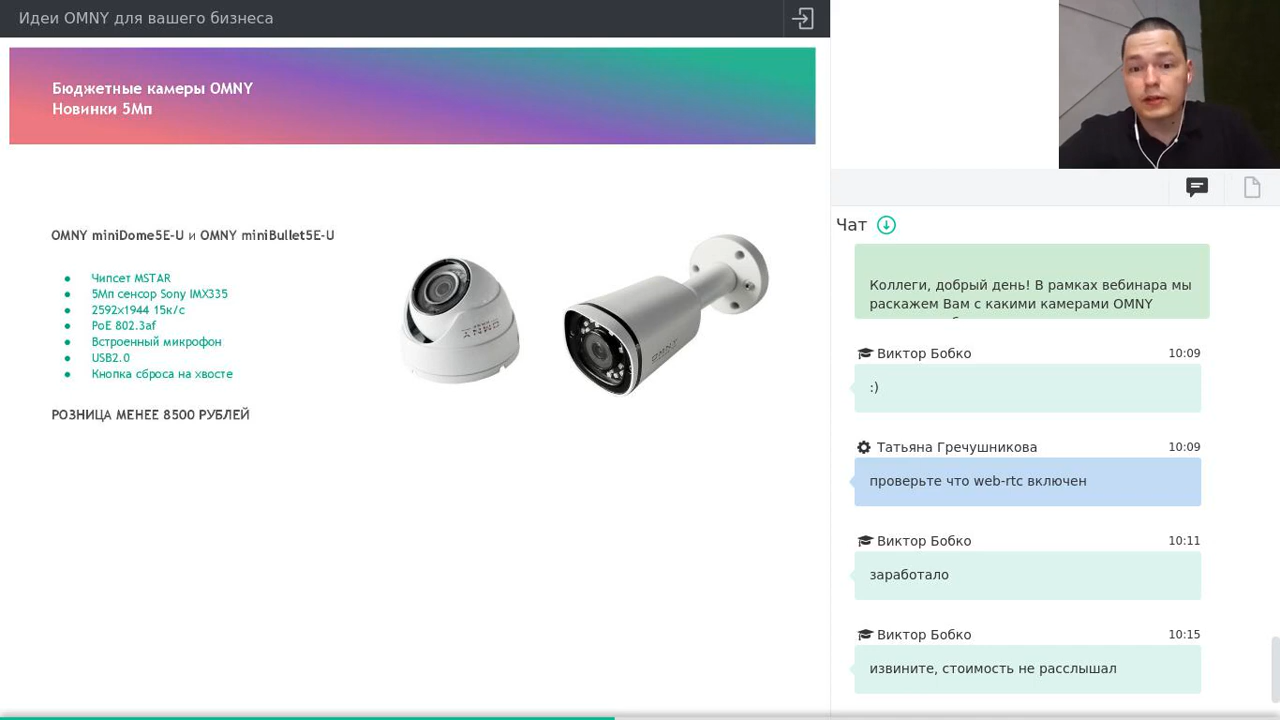 Идеи OMNY для вашего бизнеса
Бюджетные камеры OMNY
Новинки 5Мп
OMNY miniDome5E-U и OMNY miniBullet5E-U
● Чипсет MSTAR
● 5Мп сенсор Sony IMX335
● 2592x1944 15к/с
● PoE 802.3af
● Встроенный микрофон
● USB2.0
● Кнопка сброса на хвосте
РОЗНИЦА МЕНЕЕ 8500 РУБЛЕЙ
OMNY
OMNY
Чат
Коллеги, добрый день! В рамках вебинара мы
раскажем Вам с какими камерами OMNY
Виктор Бобко 10:09
:)
Татьяна Гречушникова 10:09
проверьте что web-rtc включен
Виктор Бобко 10:11
заработало
Виктор Бобко 10:15
извините, стоимость не расслышал